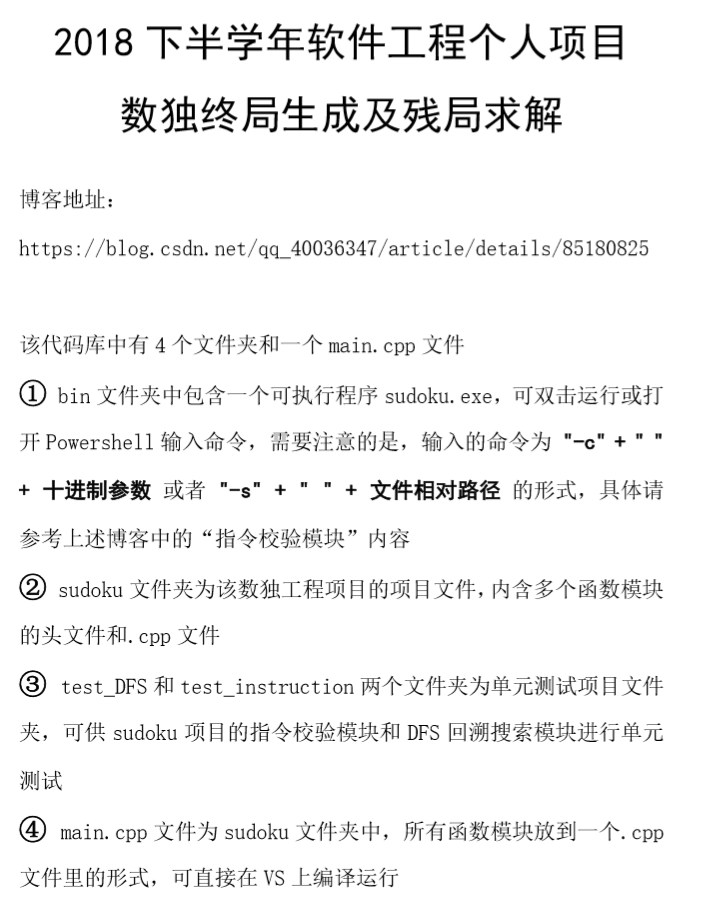 2018 下半学年软件工程个人项目
数独终局生成及残局求解
博客地址：
https://blog.csdn.net/qq_40036347/article/details/85180825
该代码库中有 4 个文件夹和一个 main.cpp 文件
① bin 文件夹中包含一个可执行程序 sudoku.exe，可双击运行或打
开 Powershell 输入命令，需要注意的是，输入的命令为 "-c" + " "
+ 十进制参数 或者 "-s" + " " + 文件相对路径 的形式，具体请
参考上述博客中的“指令校验模块”内容
② sudoku 文件夹为该数独工程项目的项目文件，内含多个函数模块
的头文件和.cpp 文件
③ test_DFS 和 test_instruction 两个文件夹为单元测试项目文件
夹，可供 sudoku 项目的指令校验模块和 DFS 回溯搜索模块进行单元
测试
④ main.cpp 文件为 sudoku 文件夹中，所有函数模块放到一个.cpp
文件里的形式，可直接在 VS 上编译运行